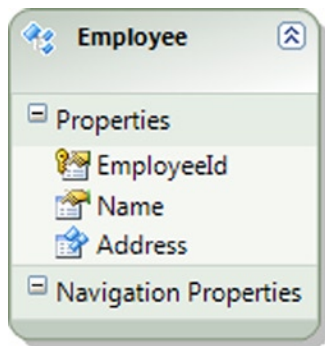 Employee
Properties
EmployeeId
Name
Address
Navigation Properties